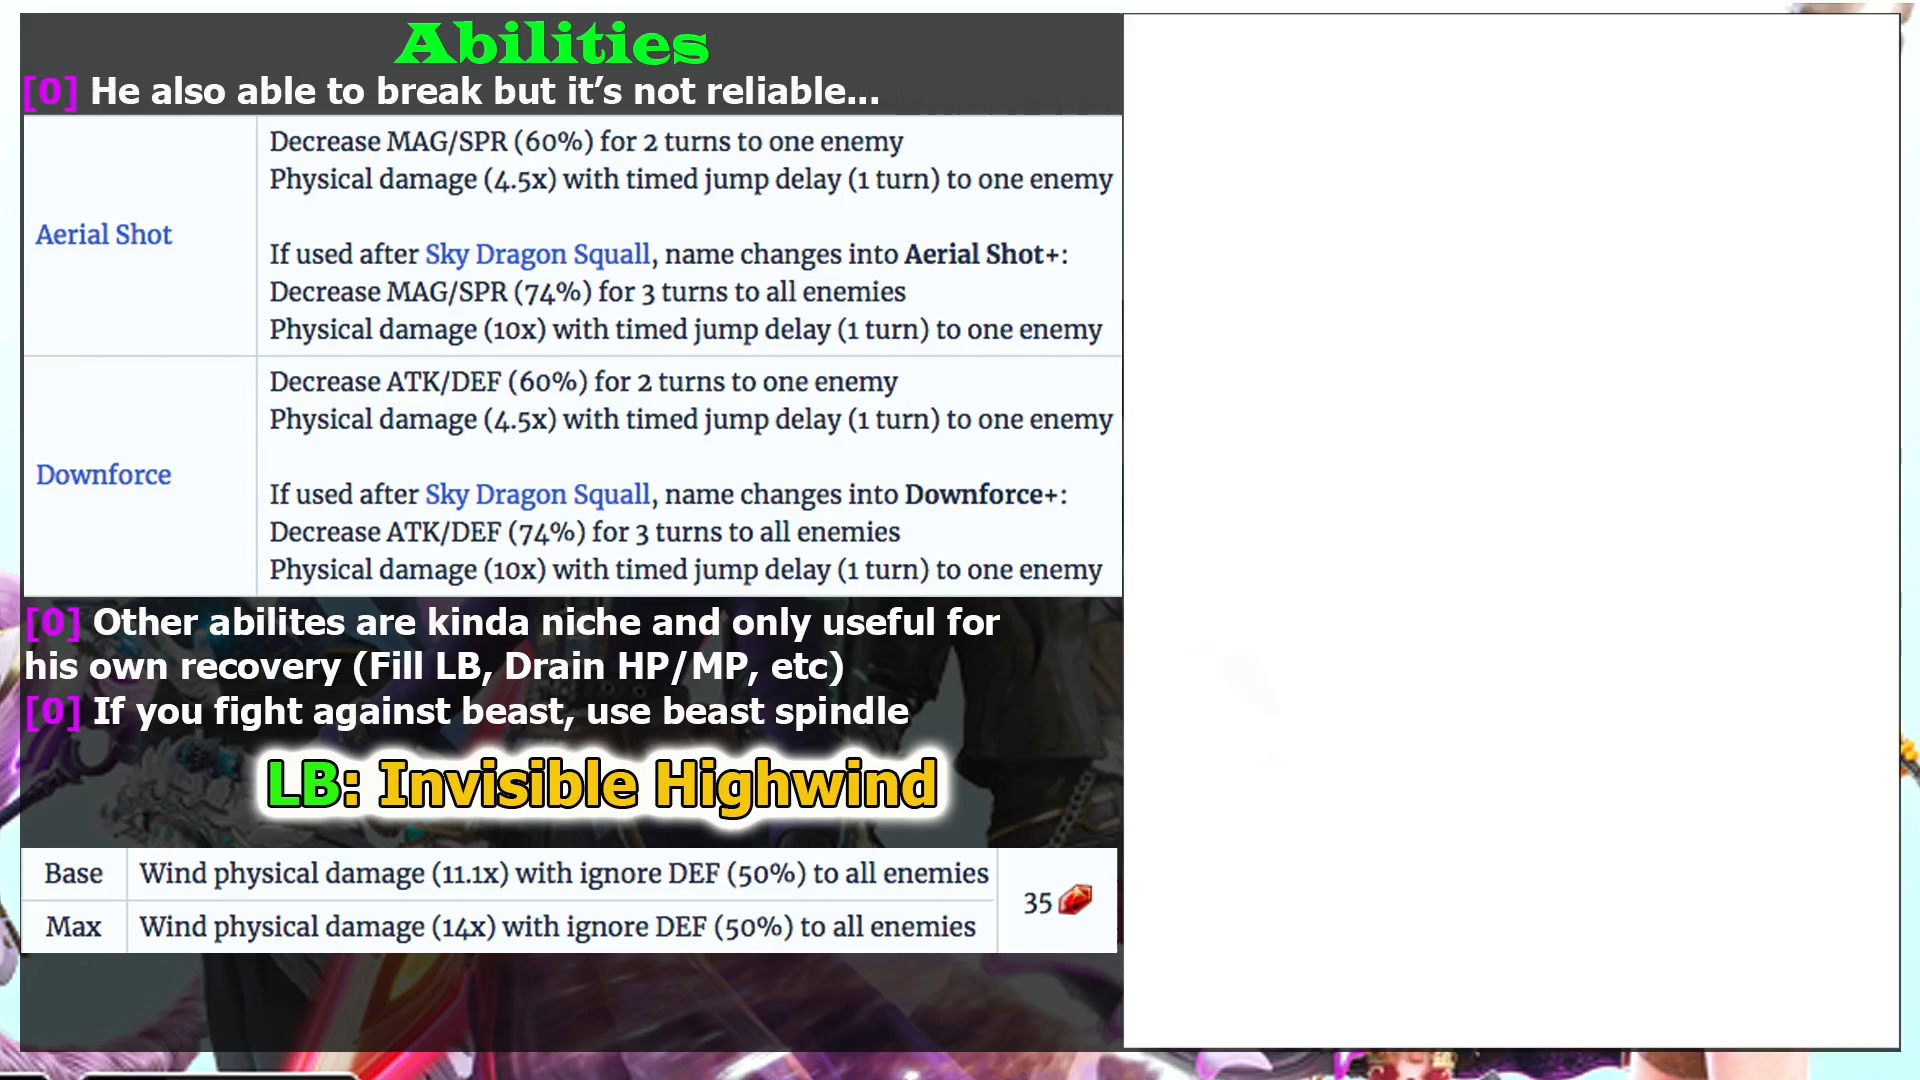 Abilities
[0] He also able to break but it’s not reliable...
Decrease MAG/SPR (60%) for 2 turns to one enemy
Physical damage (4.5x) with timed jump delay (1 turn) to one enemy
Aerial Shot
If used after Sky Dragon Squall, name changes into Aerial Shot+:
Decrease MAG/SPR (74%) for 3 turns to all enemies
Physical damage (10x) with timed jump delay (1 turn) to one enemy
Decrease ATK/DEF (60%) for 2 turns to one enemy
Physical damage (4.5x) with timed jump delay (1 turn) to one enemy
Downforce
If used after Sky Dragon Squall, name changes into Downforce+:
Decrease ATK/DEF (74%) for 3 turns to all enemies
Physical damage (10x) with timed jump delay (1 turn) to one enemy
[0] Other abilites are kinda niche and only useful for
his own recovery (Fill LB, Drain HP/MP, etc)
[0] If you fight against beast, use beast spindle
LB: Invisible Highwind
Base Wind physical damage (11.1x) with ignore DEF (50%) to all enemies
35
Max Wind physical damage (14x) with ignore DEF (50%) to all enemies